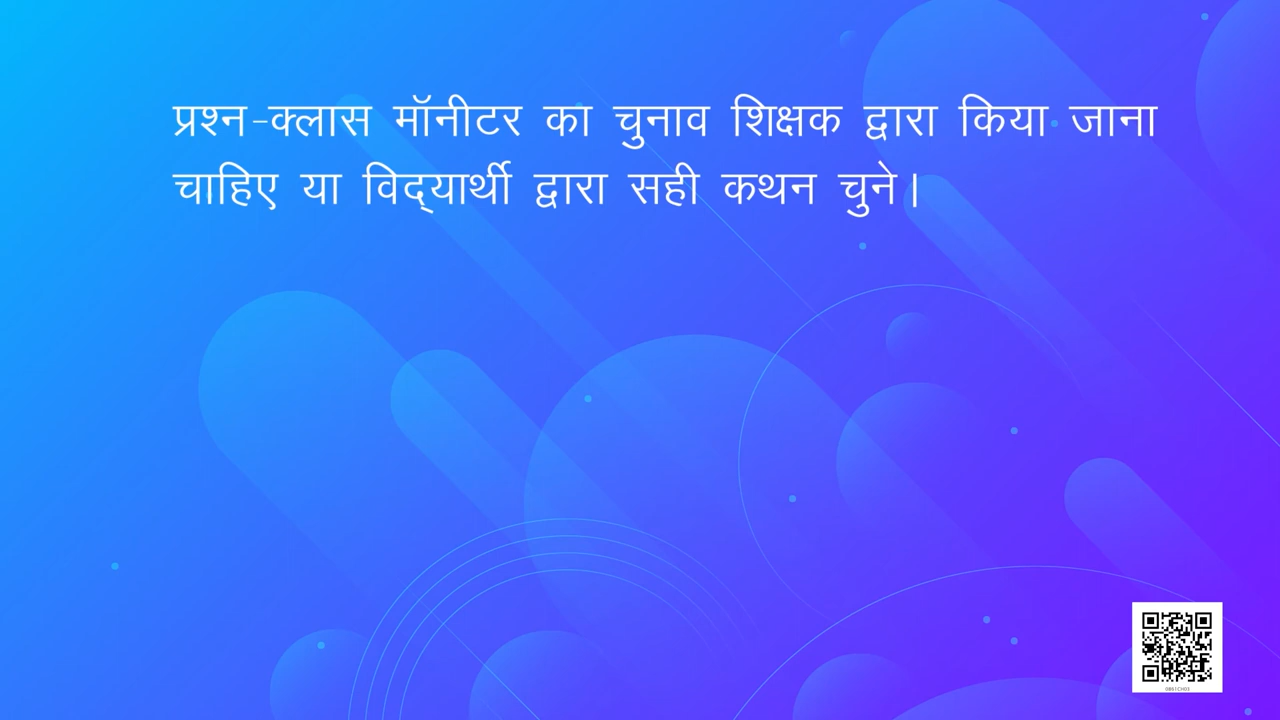 प्रश्न-क्लास मॉनीटर का चुनाव शिक्षक द्वारा किया जाना
चाहिए या विद्यार्थी द्वारा सही कथन चुने।